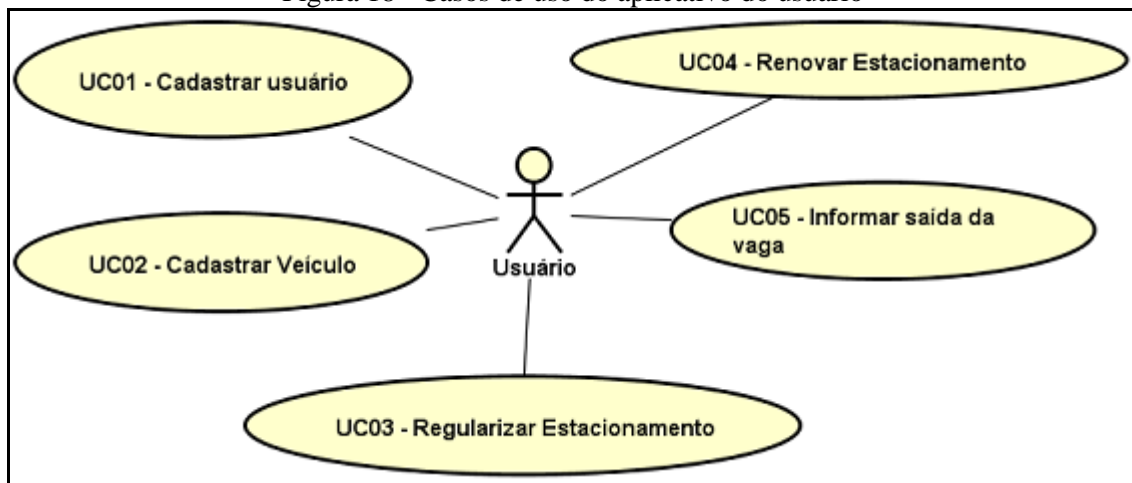 Figura 18 - Casos de uso do aplicativo do usuário
UC01 - Cadastrar usuário
UC04 - Renovar Estacionamento
UC02 - Cadastrar Veículo
Usuário
UC05 - Informar saída da
vaga
UC03 - Regularizar Estacionamento